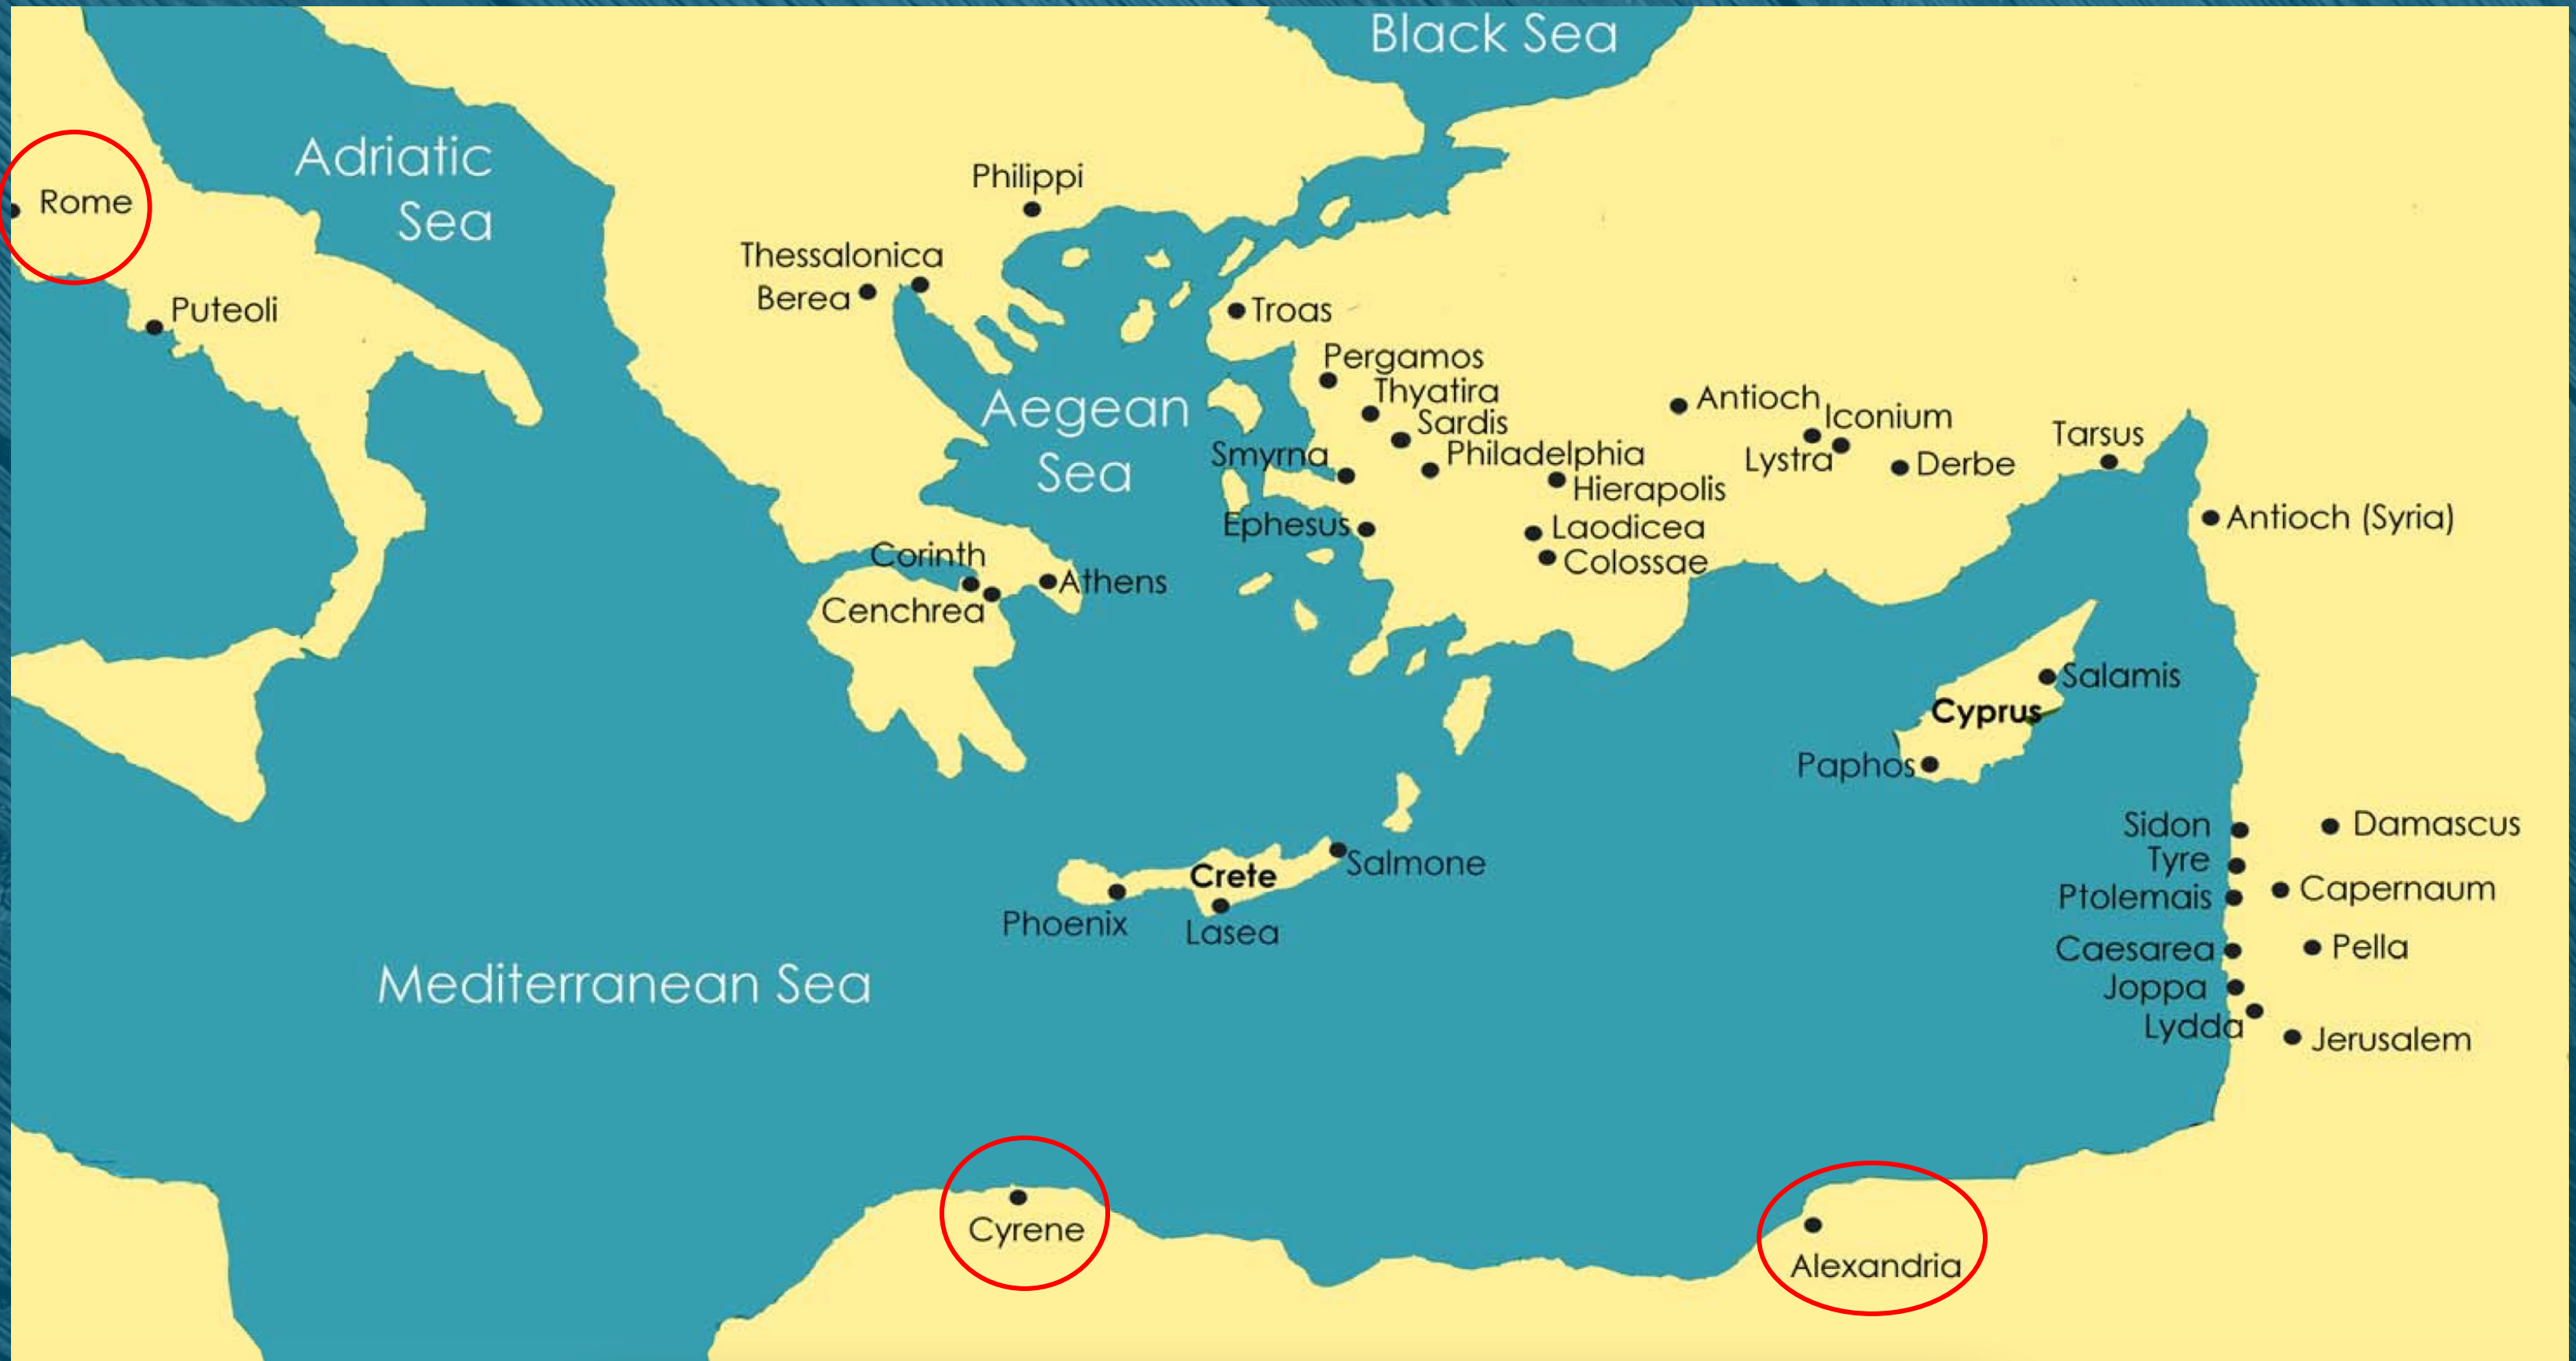 Black Sea
Adriatic
Sea
Rome
Philippi
Thessalonica
Berea
Puteoli
Troas
Pergamos
Thyatira
Aegean
Sea
Sardis
Smyrna
Philadelphia
Hierapolis
Antioch
Iconium
Lystra
Derbe
Tarsus
Antioch (Syria)
Ephesus
Laodicea
Colossae
Corinth
Athens
Cenchrea
Salamis
Cyprus
Paphos
Sidon
Damascus
Tyre
Capernaum
Ptolemais
Crete
Salmone
Phoenix
Lasea
Caesarea
Pella
Mediterranean Sea
Joppa
Lydda
Jerusalem
Cyrene
Alexandria